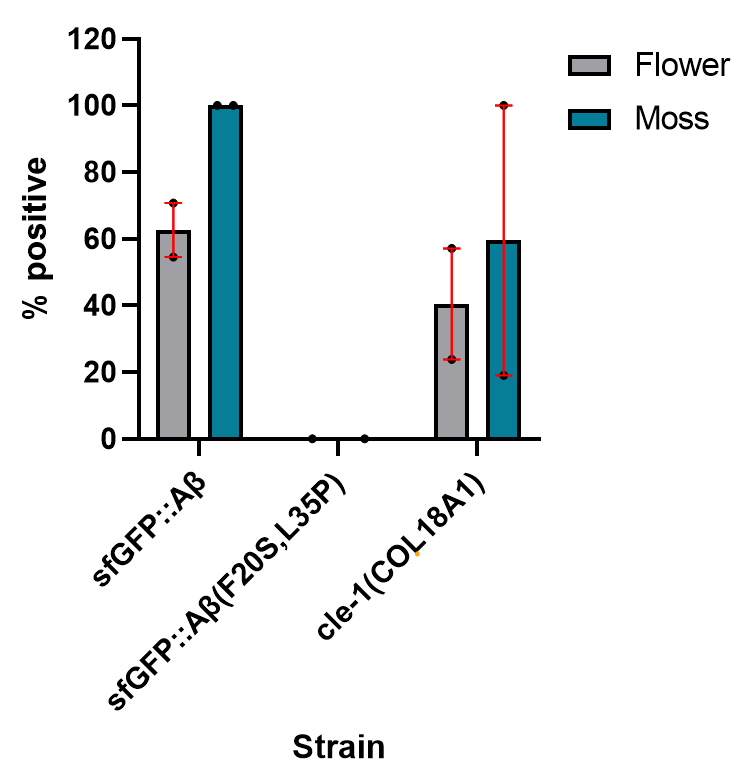 120
100
80
60
40
20
0
% positive
Flower
Moss
sfGFP::Aβ
sfGFP::Aβ(F20S,L35P)
cle-1(COL18A1)
Strain